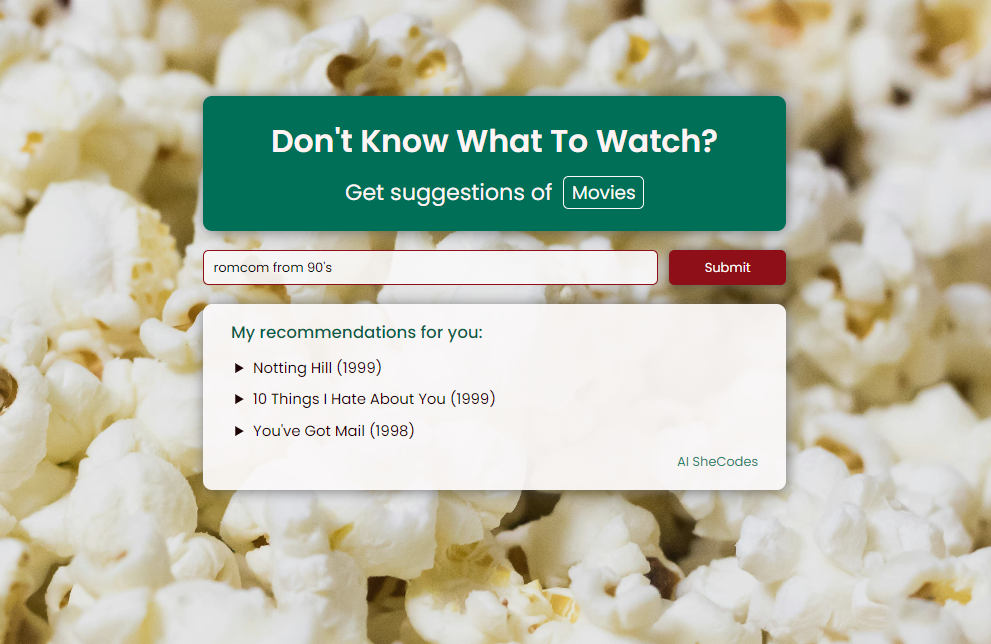 Don't Know What To Watch?
Get suggestions of Movies
romcom from 90's Submit
My recommendations for you:
Notting Hill (1999)
10 Things I Hate About You (1999)
You've Got Mail (1998)
AI SheCodes